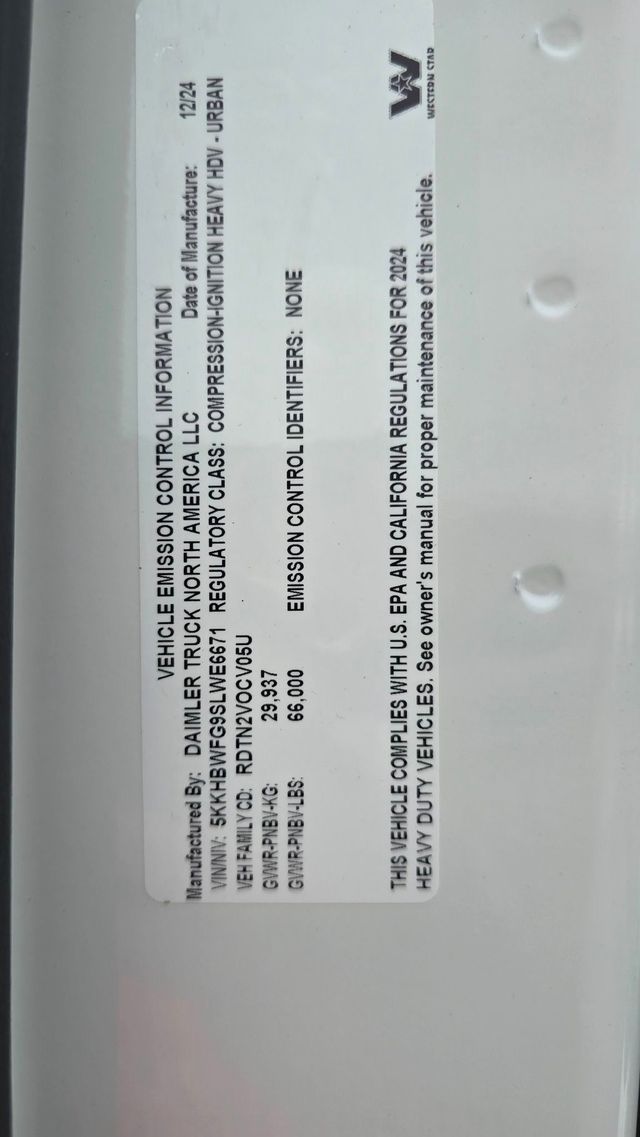 VEHICLE EMISSION CONTROL INFORMATION
Manufactured By: DAIMLER TRUCK NORTH AMERICA LLC Date of Manufacture: 12/24
VIN/NIV: 5KKHBWFG9SLWE6671 REGULATORY CLASS: COMPRESSION-IGNITION HEAVY HDV - URBAN
VEH FAMILY CD: RDTN2VOCV05U
GVWR-PNBV-KG: 29,937
GVWR-PNBV-LBS: 66,000 EMISSION CONTROL IDENTIFIERS: NONE
THIS VEHICLE COMPLIES WITH U.S. EPA AND CALIFORNIA REGULATIONS FOR 2024
HEAVY DUTY VEHICLES. See owner's manual for proper maintenance of this vehicle.
WESTERN STAR